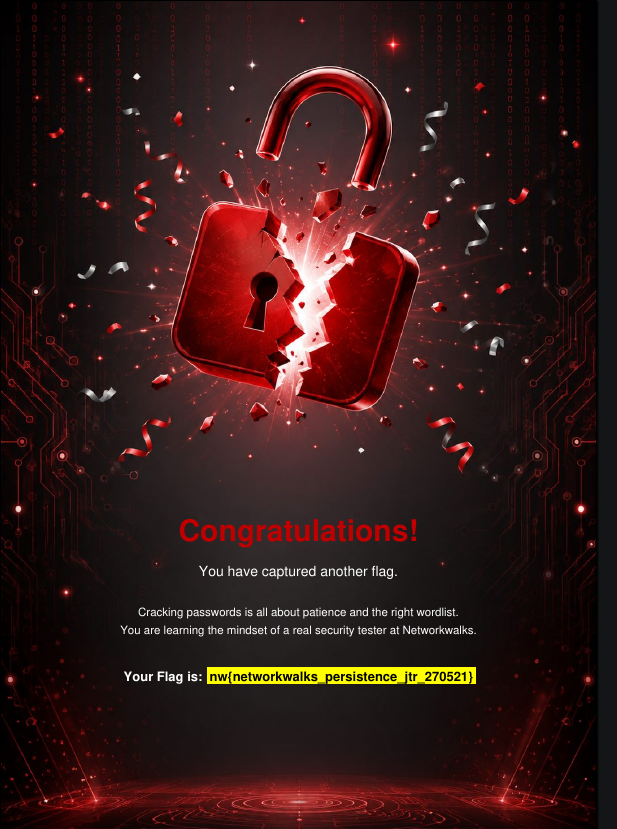 Congratulations!
You have captured another flag.
Cracking passwords is all about patience and the right wordlist.
You are learning the mindset of a real security tester at Networkwalks.
Your Flag is: nw{networkwalks_persistence_jtr_270521}